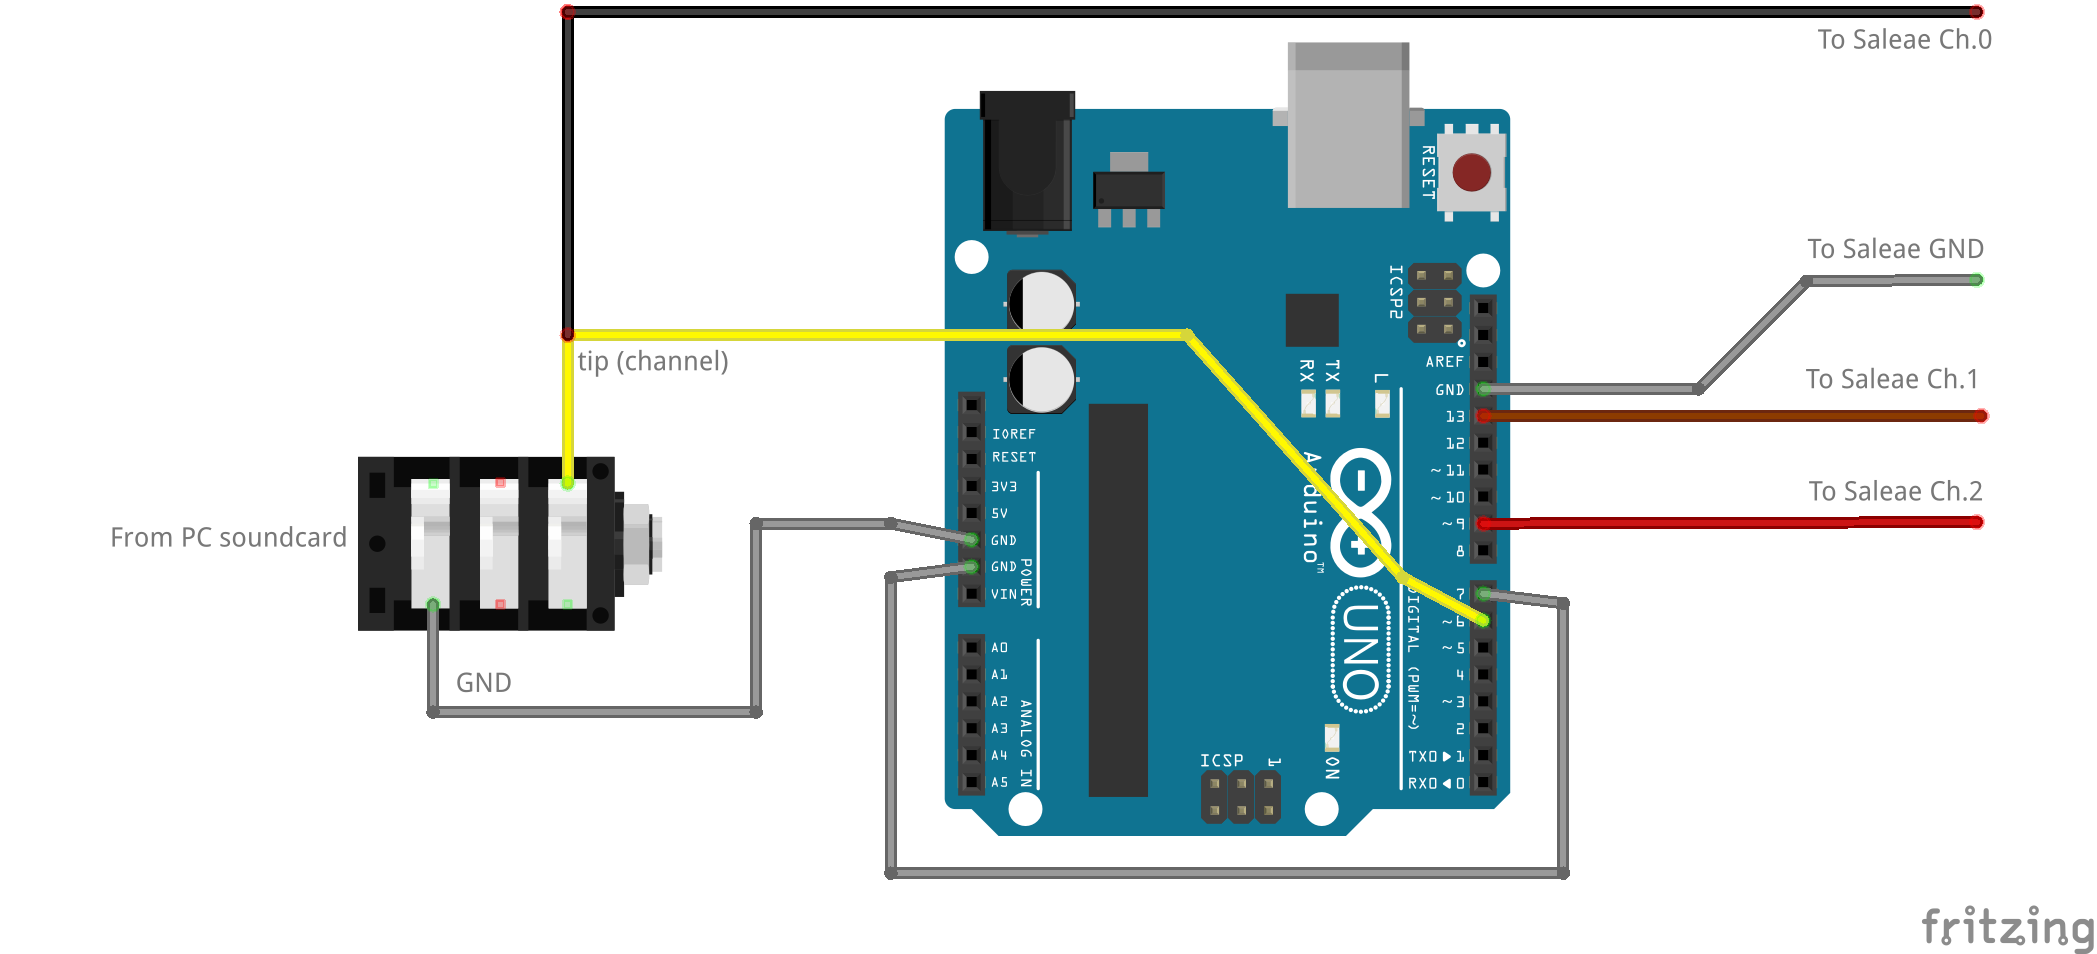 To Saleae Ch.0
RESET
To Saleae GND
ICSP2
tip (channel)
RX
TX
L
AREF
GND
To Saleae Ch.1
13
12
~11
~10
To Saleae Ch.2
~9
8
IOREF
RESET
3V3
5V
GND
GND
VIN
POWER
From PC soundcard
Arduino™
UNO
7
~6
~5
4
~3
2
TX0▶1
RX0◀0
DIGITAL (PWM=~)
A0
A1
A2
A3
A4
A5
ANALOG IN
GND
ICSP
1
ON
fritzing